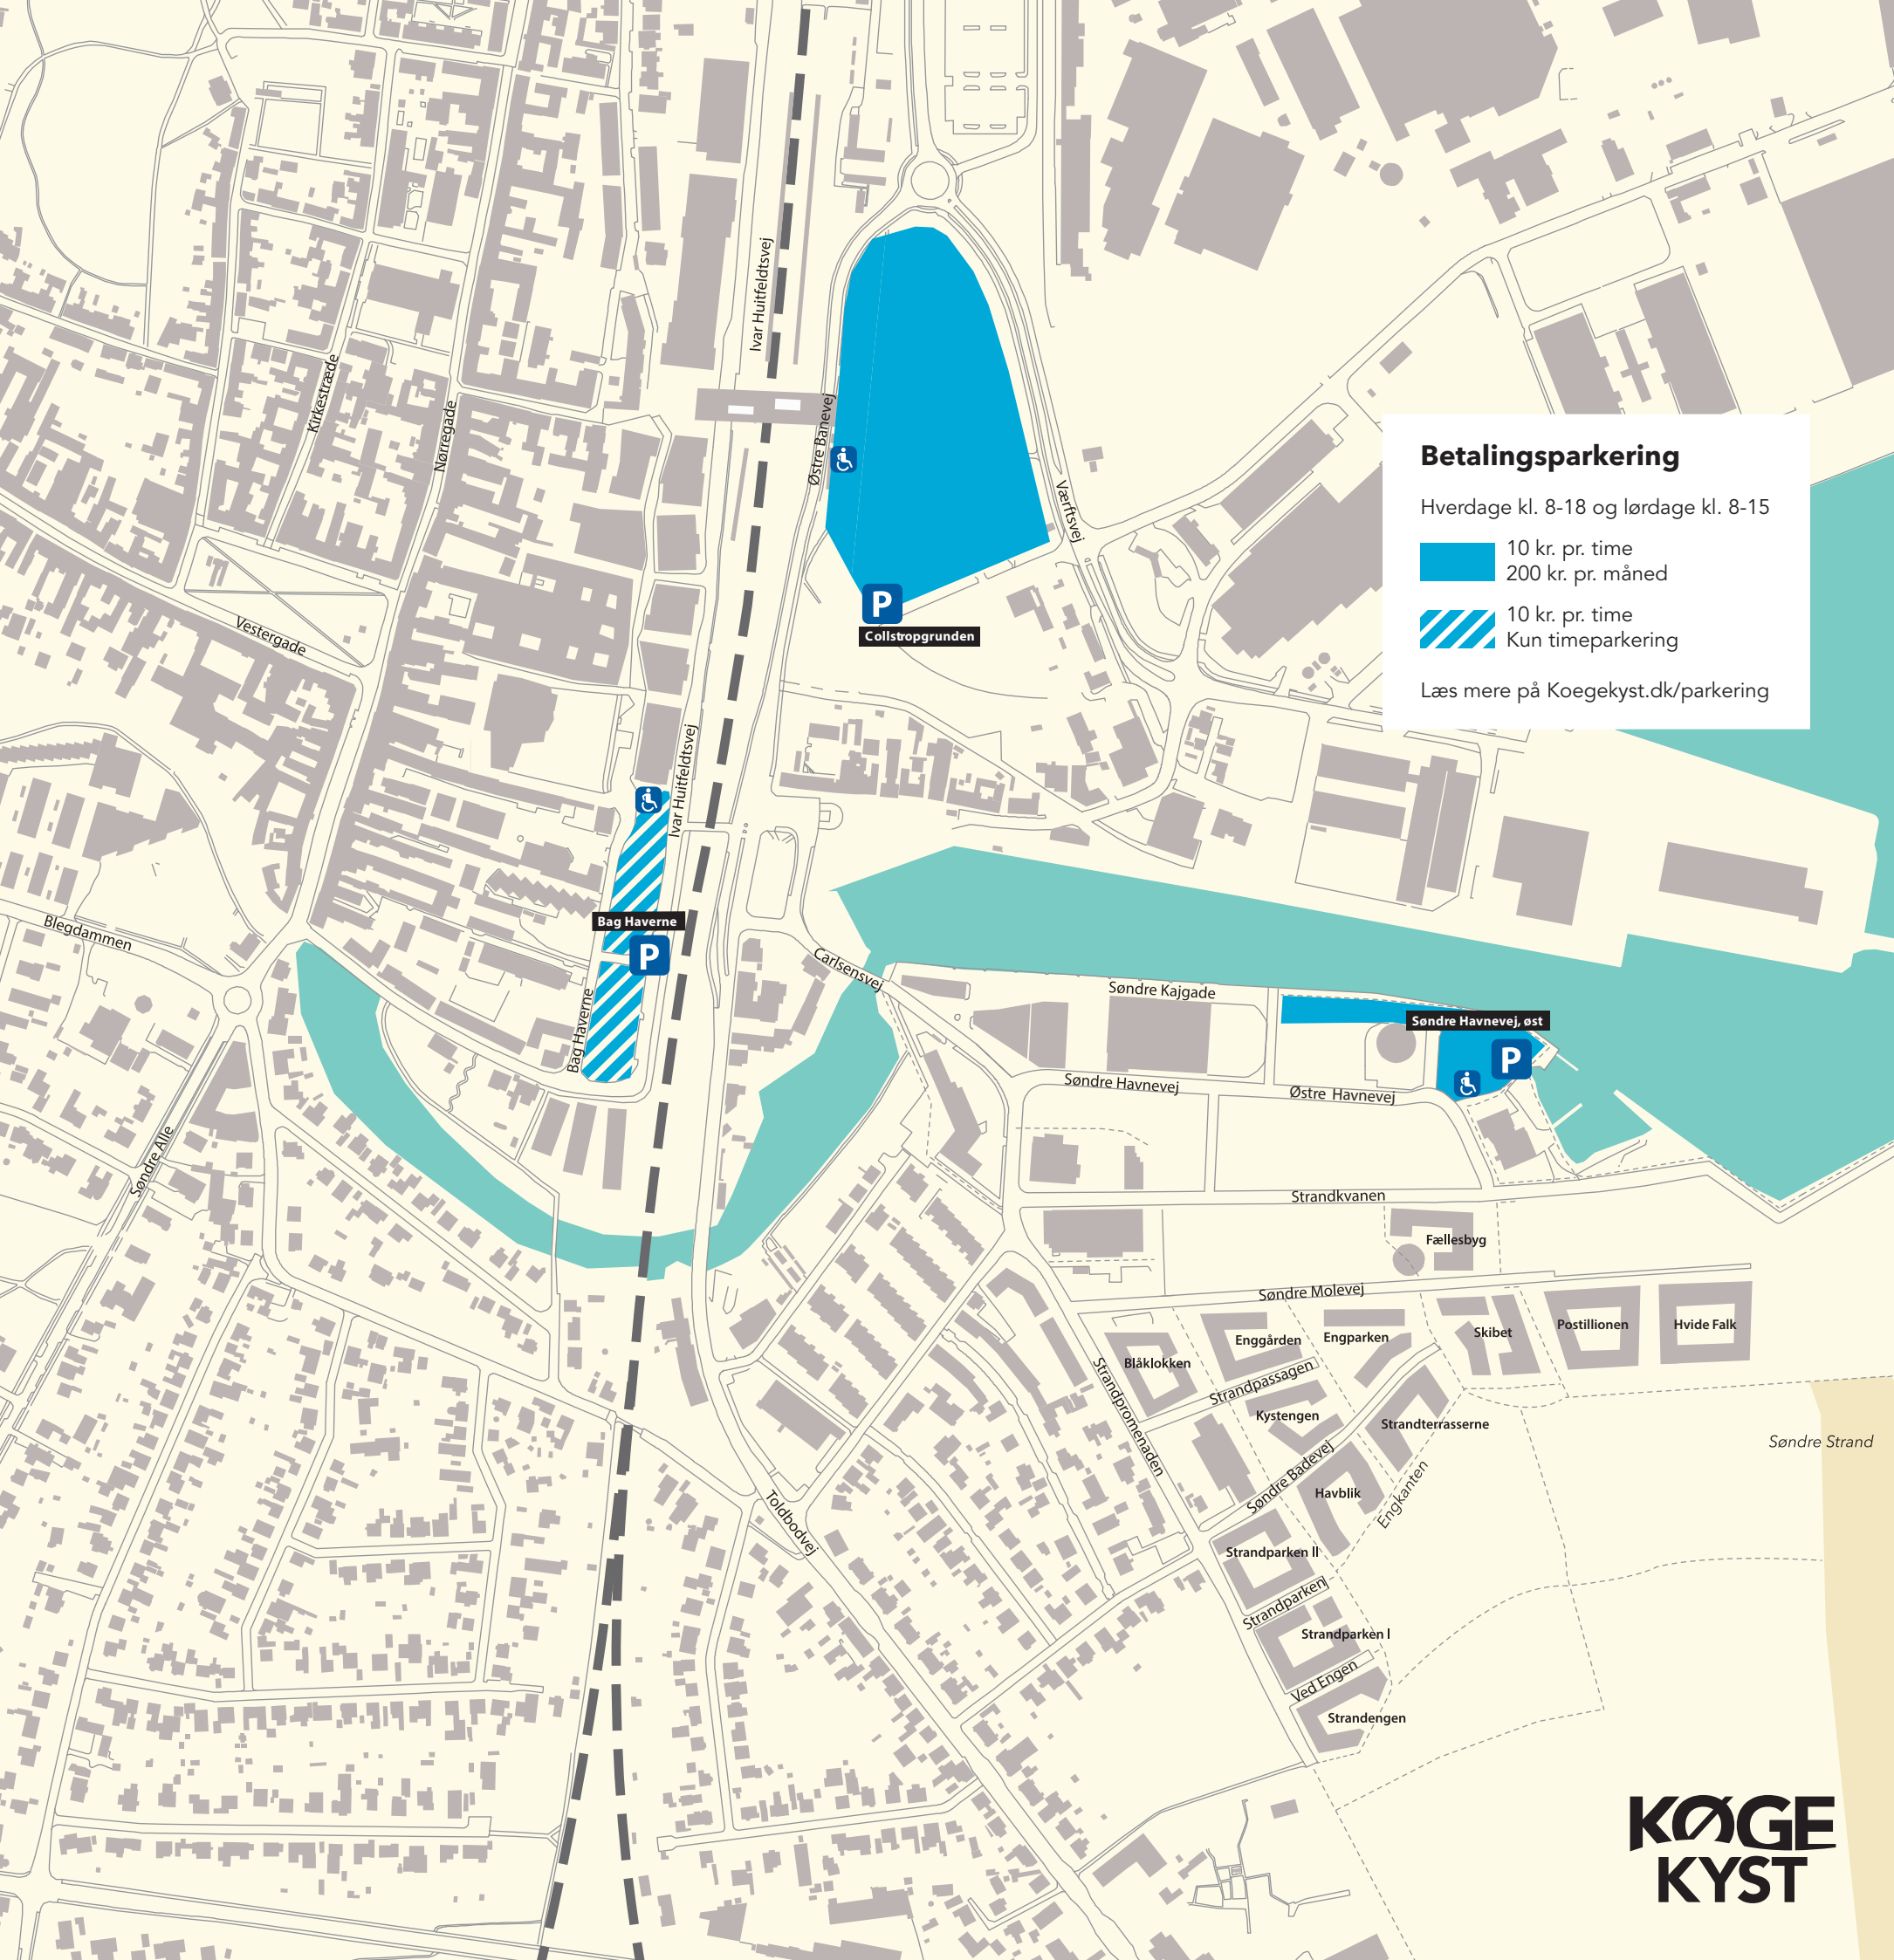 Ivar Huitfeldtsvej
Kirkestræde
Nørregade
Østre Banevej
Værftsvej
Betalingsparkering
Hverdage kl. 8-18 og lørdage kl. 8-15
10 kr. pr. time
200 kr. pr. måned
10 kr. pr. time
Kun timeparkering
Læs mere på Koegekyst.dk/parkering
P
Collstropgrunden
Vestergade
Ivar Huitfeldtsvej
Bag Haverne
P
Blegdammen
Carlsensvej
Søndre Kajgade
Søndre Havnevej, øst
P
Bag Haverne
Søndre Havnevej
Østre Havnevej
Søndre Alle
Strandkvanen
Fællesbyg
Søndre Molevej
Postillionen
Hvide Falk
Skibet
Engparken
Enggården
Blåklokken
Strandpassagen
Strandpromenaden
Kystengen
Strandterrasserne
Søndre Strand
Søndre Badevej
Havblik
Engkanten
Toldbodvej
Strandparken II
Strandparken
Strandparken I
Ved Engen
Strandengen
KØGE
KYST